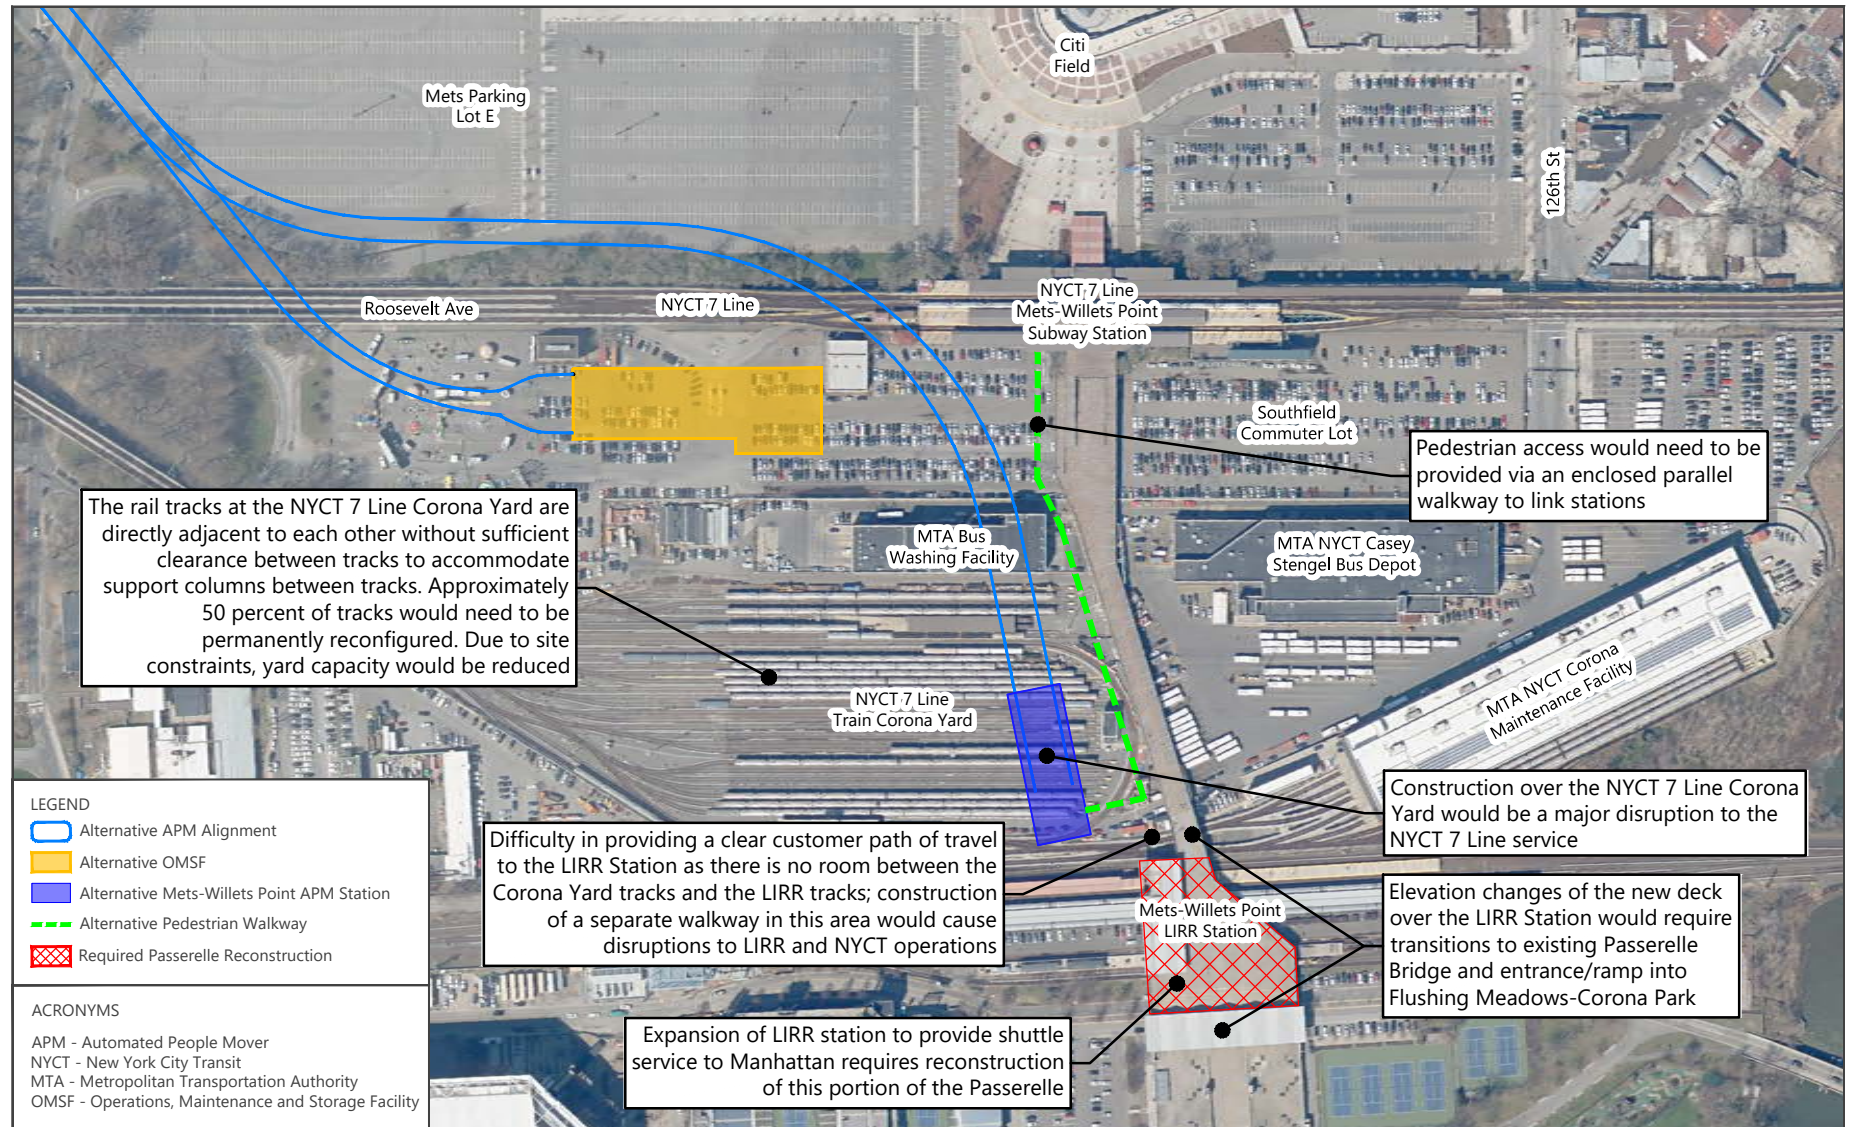 Citi
Field
Mets Parking
Lot E
126th St
Roosevelt Ave
NYCT 7 Line
NYCT 7 Line
Mets-Willets Point
Subway Station
Southfield
Commuter Lot
Pedestrian access would need to be
provided via an enclosed parallel
walkway to link stations
The rail tracks at the NYCT 7 Line Corona Yard are
directly adjacent to each other without sufficient
clearance between tracks to accommodate
support columns between tracks. Approximately
50 percent of tracks would need to be
permanently reconfigured. Due to site
constraints, yard capacity would be reduced
MTA Bus
Washing Facility
MTA NYCT Casey
Stengel Bus Depot
MTA NYCT Corona
Maintenance Facility
NYCT 7 Line
Train Corona Yard
Construction over the NYCT 7 Line Corona
Yard would be a major disruption to the
NYCT 7 Line service
Difficulty in providing a clear customer path of travel
to the LIRR Station as there is no room between the
Corona Yard tracks and the LIRR tracks; construction
of a separate walkway in this area would cause
disruptions to LIRR and NYCT operations
Mets-Willets Point
LIRR Station
Elevation changes of the new deck
over the LIRR Station would require
transitions to existing Passerelle
Bridge and entrance/ramp into
Flushing Meadows-Corona Park
Expansion of LIRR station to provide shuttle
service to Manhattan requires reconstruction
of this portion of the Passerelle
LEGEND
Alternative APM Alignment
Alternative OMSF
Alternative Mets-Willets Point APM Station
Alternative Pedestrian Walkway
Required Passerelle Reconstruction
ACRONYMS
APM - Automated People Mover
NYCT - New York City Transit
MTA - Metropolitan Transportation Authority
OMSF - Operations, Maintenance and Storage Facility